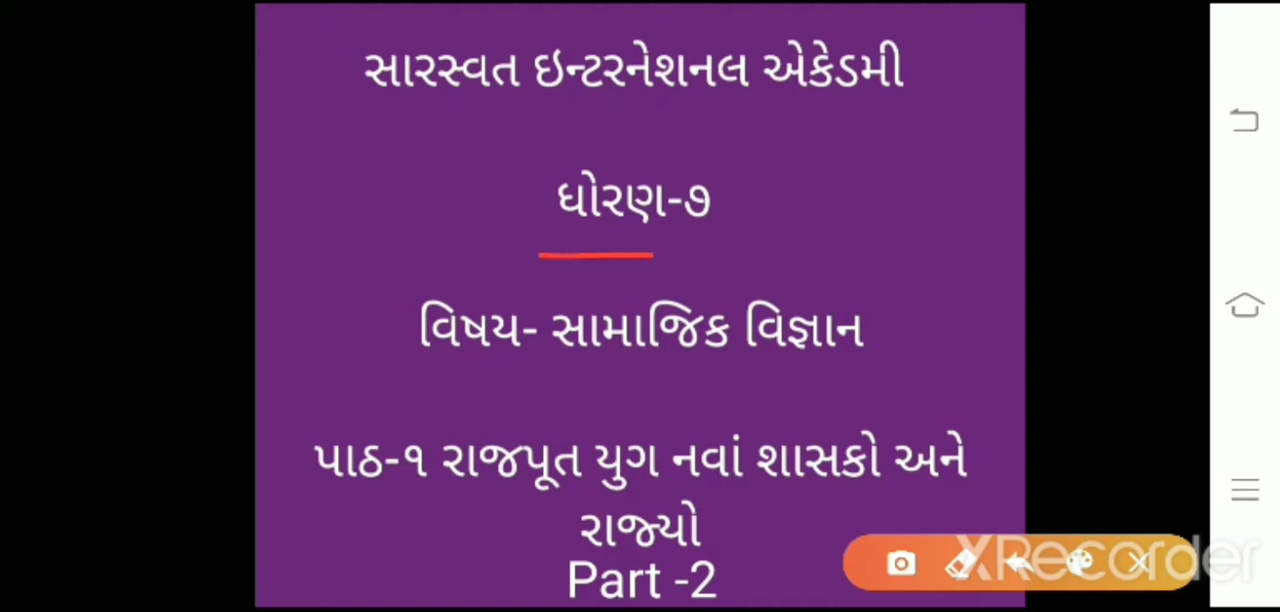 સારસ્વત ઇન્ટરનેશનલ એકેડમી
ધોરણ-૭
વિષય- સામાજિક વિજ્ઞાન
પાઠ-૧ રાજપૂત યુગ નવાં શાસકો અને
રાજ્યો
Part -2
XRecorder